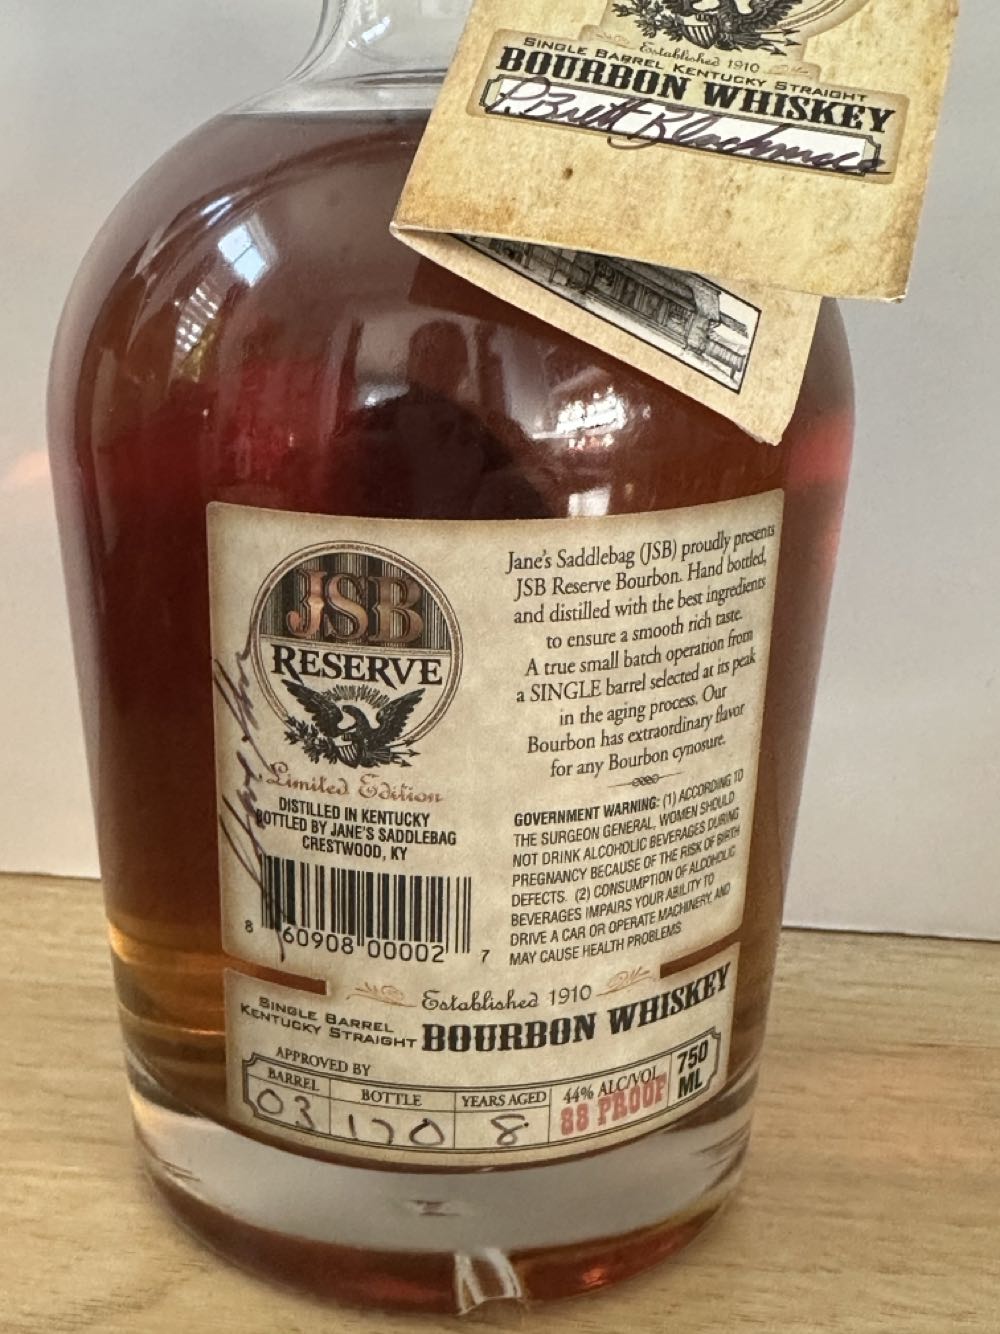 Established 1910
SINGLE BARREL KENTUCKY STRAIGHT
BOURBON WHISKEY
P. Brett
JSB
RESERVE
Limited Edition
DISTILLED IN KENTUCKY
BOTTLED BY JANE'S SADDLEBAG
CRESTWOOD, KY
8 60908 00002 7
Jane's Saddlebag (JSB) proudly presents
JSB Reserve Bourbon. Hand bottled,
and distilled with the best ingredients
to ensure a smooth rich taste.
A true small batch operation from
a SINGLE barrel selected at its peak
in the aging process. Our
Bourbon has extraordinary flavor
for any Bourbon cynosure.
GOVERNMENT WARNING: (1) ACCORDING TO
THE SURGEON GENERAL, WOMEN SHOULD
NOT DRINK ALCOHOLIC BEVERAGES DURING
PREGNANCY BECAUSE OF THE RISK OF BIRTH
DEFECTS. (2) CONSUMPTION OF ALCOHOLIC
BEVERAGES IMPAIRS YOUR ABILITY TO
DRIVE A CAR OR OPERATE MACHINERY, AND
MAY CAUSE HEALTH PROBLEMS
Established 1910
SINGLE BARREL
KENTUCKY STRAIGHT
BOURBON WHISKEY
APPROVED BY
BARREL
03
BOTTLE
170
YEARS AGED
8
44% ALC/VOL
88 PROOF
750
ML